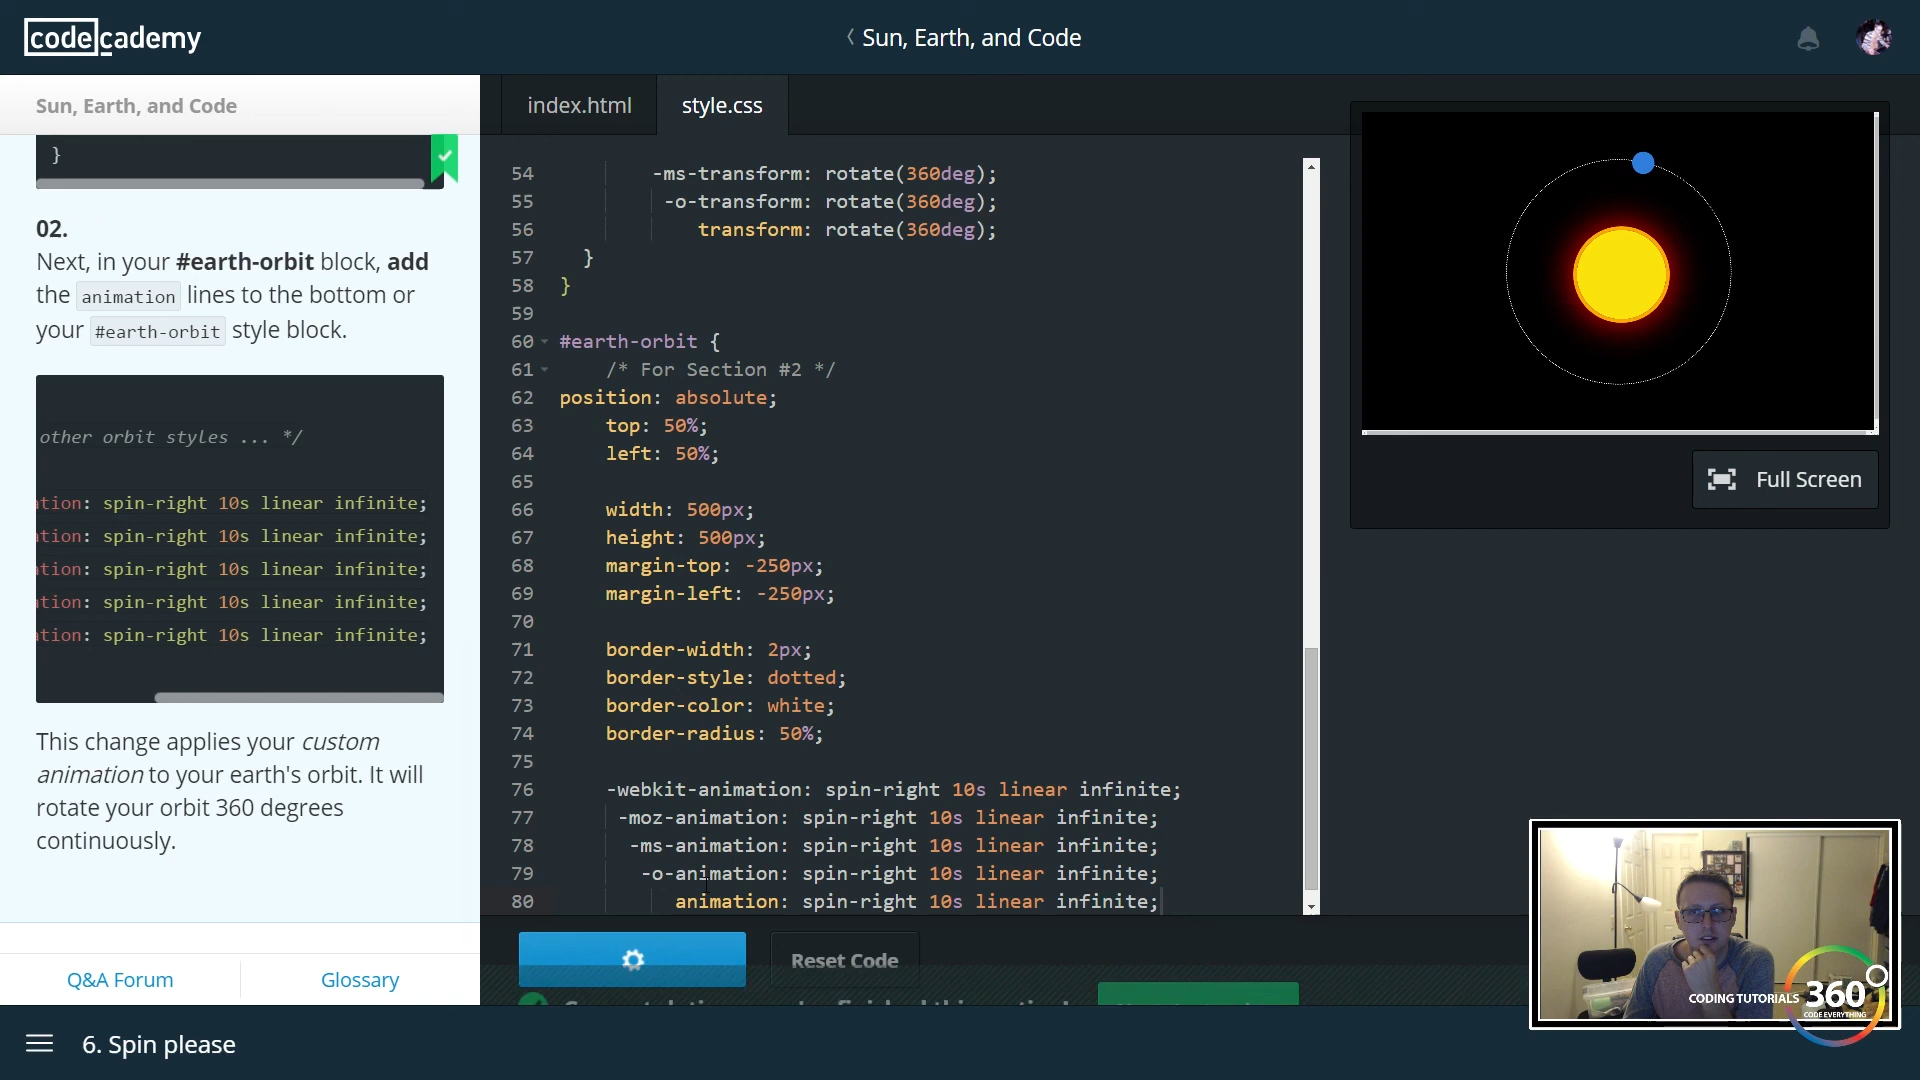 codecademy
Sun, Earth, and Code
Sun, Earth, and Code
}
02.
Next, in your #earth-orbit block, add
the animation lines to the bottom or
your #earth-orbit style block.
other orbit styles ... */
ation: spin-right 10s linear infinite;
ation: spin-right 10s linear infinite;
ation: spin-right 10s linear infinite;
ation: spin-right 10s linear infinite;
ation: spin-right 10s linear infinite;
This change applies your custom
animation to your earth's orbit. It will
rotate your orbit 360 degrees
continuously.
Q&A Forum
Glossary
6. Spin please
index.html
style.css
54 -ms-transform: rotate(360deg);
55 -o-transform: rotate(360deg);
56 transform: rotate(360deg);
57 }
58 }
59
60 #earth-orbit {
61 /* For Section #2 */
62 position: absolute;
63 top: 50%;
64 left: 50%;
65
66 width: 500px;
67 height: 500px;
68 margin-top: -250px;
69 margin-left: -250px;
70
71 border-width: 2px;
72 border-style: dotted;
73 border-color: white;
74 border-radius: 50%;
75
76 -webkit-animation: spin-right 10s linear infinite;
77 -moz-animation: spin-right 10s linear infinite;
78 -ms-animation: spin-right 10s linear infinite;
79 -o-animation: spin-right 10s linear infinite;
80 animation: spin-right 10s linear infinite;
Reset Code
Full Screen
CODING TUTORIALS 360
CODE EVERYTHING